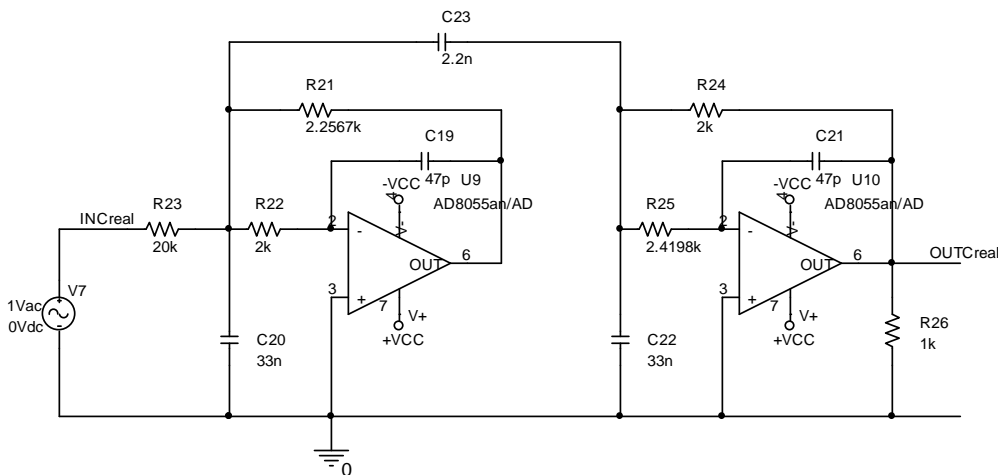 C23
2.2n
R21
2.2567k
R24
2k
C19
47p
U9
-VCC
4
V-
AD8055an/AD
C21
47p
U10
-VCC
4
V-
AD8055an/AD
INCreal
R23
20k
R22
2k
2
-
OUT
6
3
+
7
V+
+VCC
R25
2.4198k
2
-
OUT
6
OUTCreal
3
+
7
V+
+VCC
V7
1Vac
0Vdc
+
-
C20
33n
C22
33n
R26
1k
0